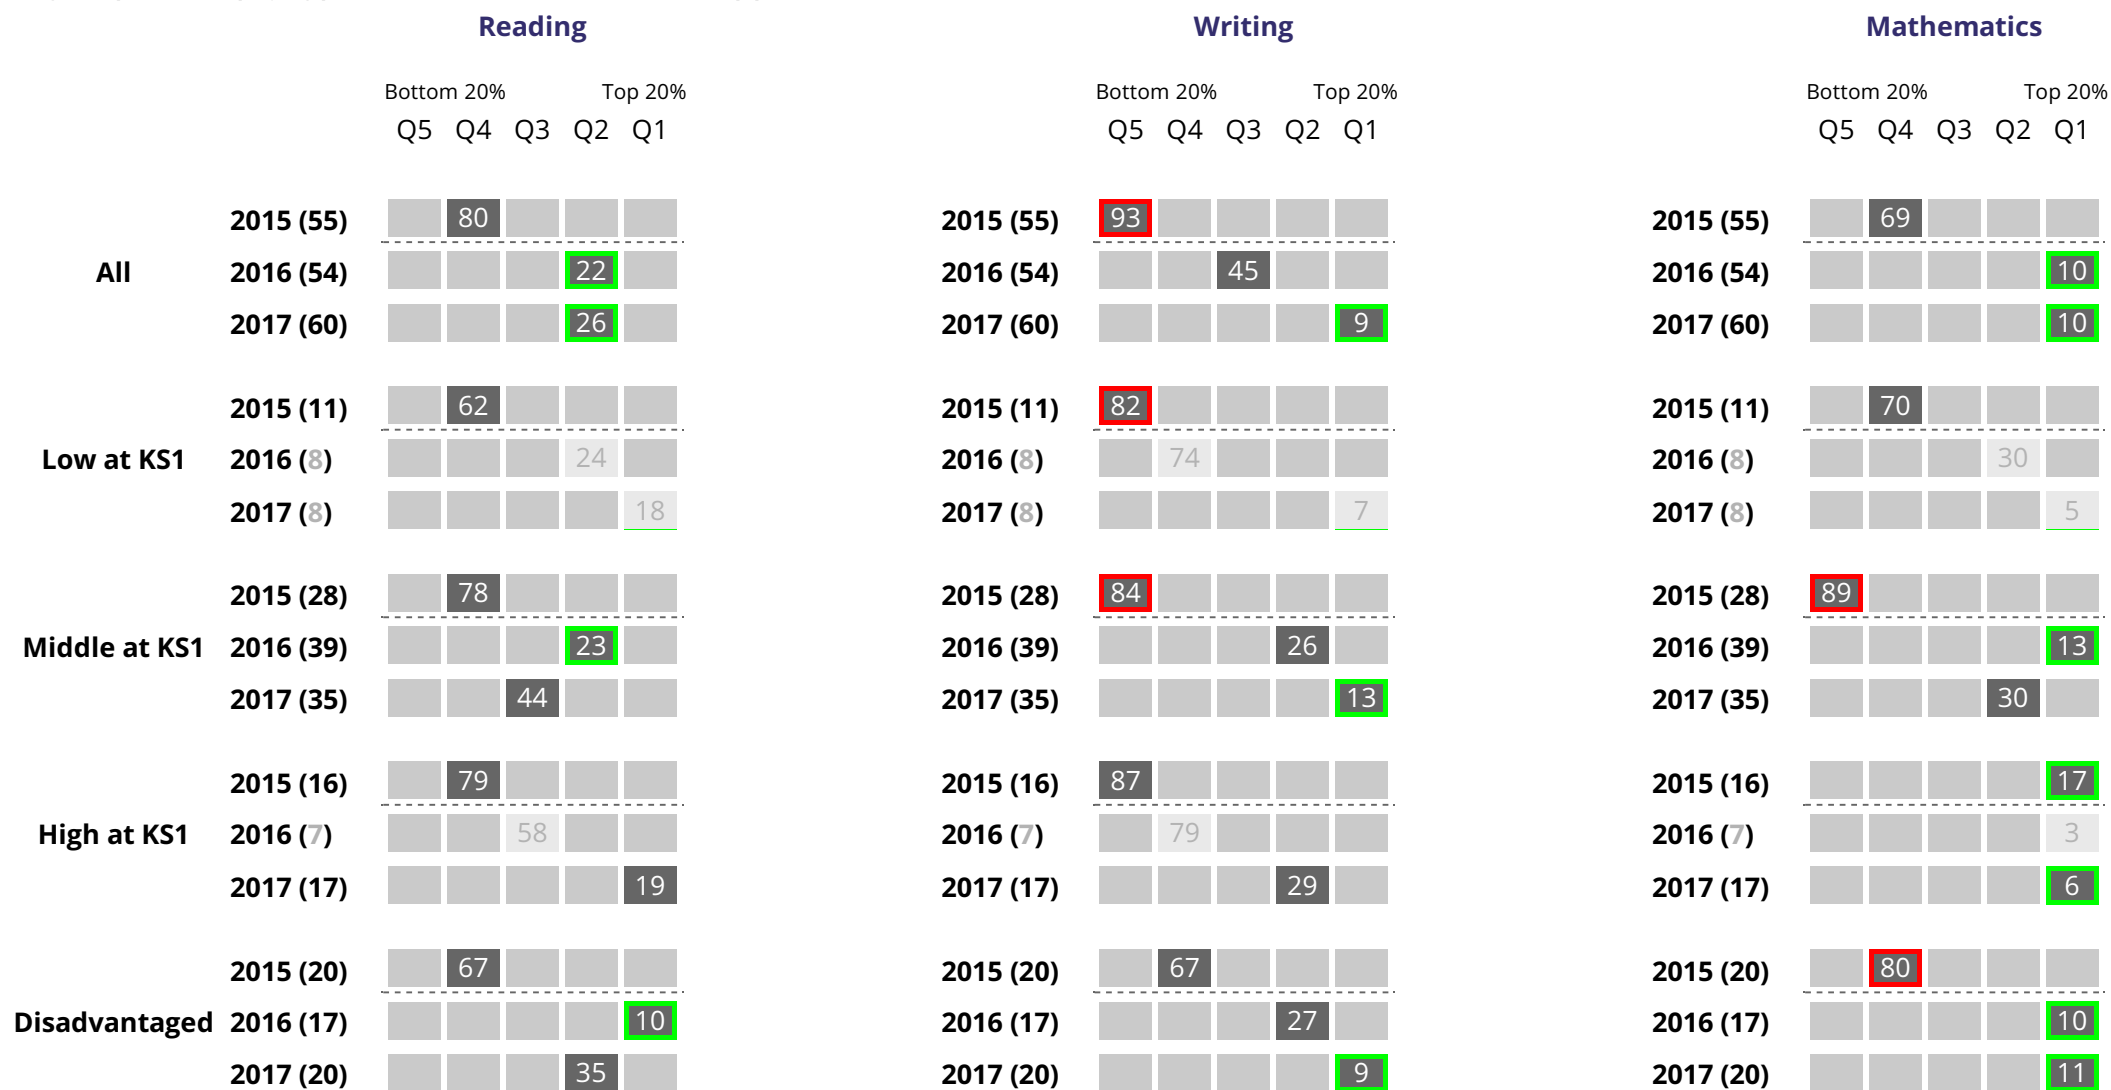 Reading Writing Mathematics
Bottom 20% Top 20% Bottom 20% Top 20% Bottom 20% Top 20%
Q5 Q4 Q3 Q2 Q1 Q5 Q4 Q3 Q2 Q1 Q5 Q4 Q3 Q2 Q1
2015 (55) 80 2015 (55) 93 2015 (55) 69
All 2016 (54) 22 2016 (54) 45 2016 (54) 10
2017 (60) 26 2017 (60) 9 2017 (60) 10
2015 (11) 62 2015 (11) 82 2015 (11) 70
Low at KS1 2016 (8) 24 2016 (8) 74 2016 (8) 30
2017 (8) 18 2017 (8) 7 2017 (8) 5
2015 (28) 78 2015 (28) 84 2015 (28) 89
Middle at KS1 2016 (39) 23 2016 (39) 26 2016 (39) 13
2017 (35) 44 2017 (35) 13 2017 (35) 30
2015 (16) 79 2015 (16) 87 2015 (16) 17
High at KS1 2016 (7) 58 2016 (7) 79 2016 (7) 3
2017 (17) 19 2017 (17) 29 2017 (17) 6
2015 (20) 67 2015 (20) 67 2015 (20) 80
Disadvantaged 2016 (17) 10 2016 (17) 27 2016 (17) 10
2017 (20) 35 2017 (20) 9 2017 (20) 11